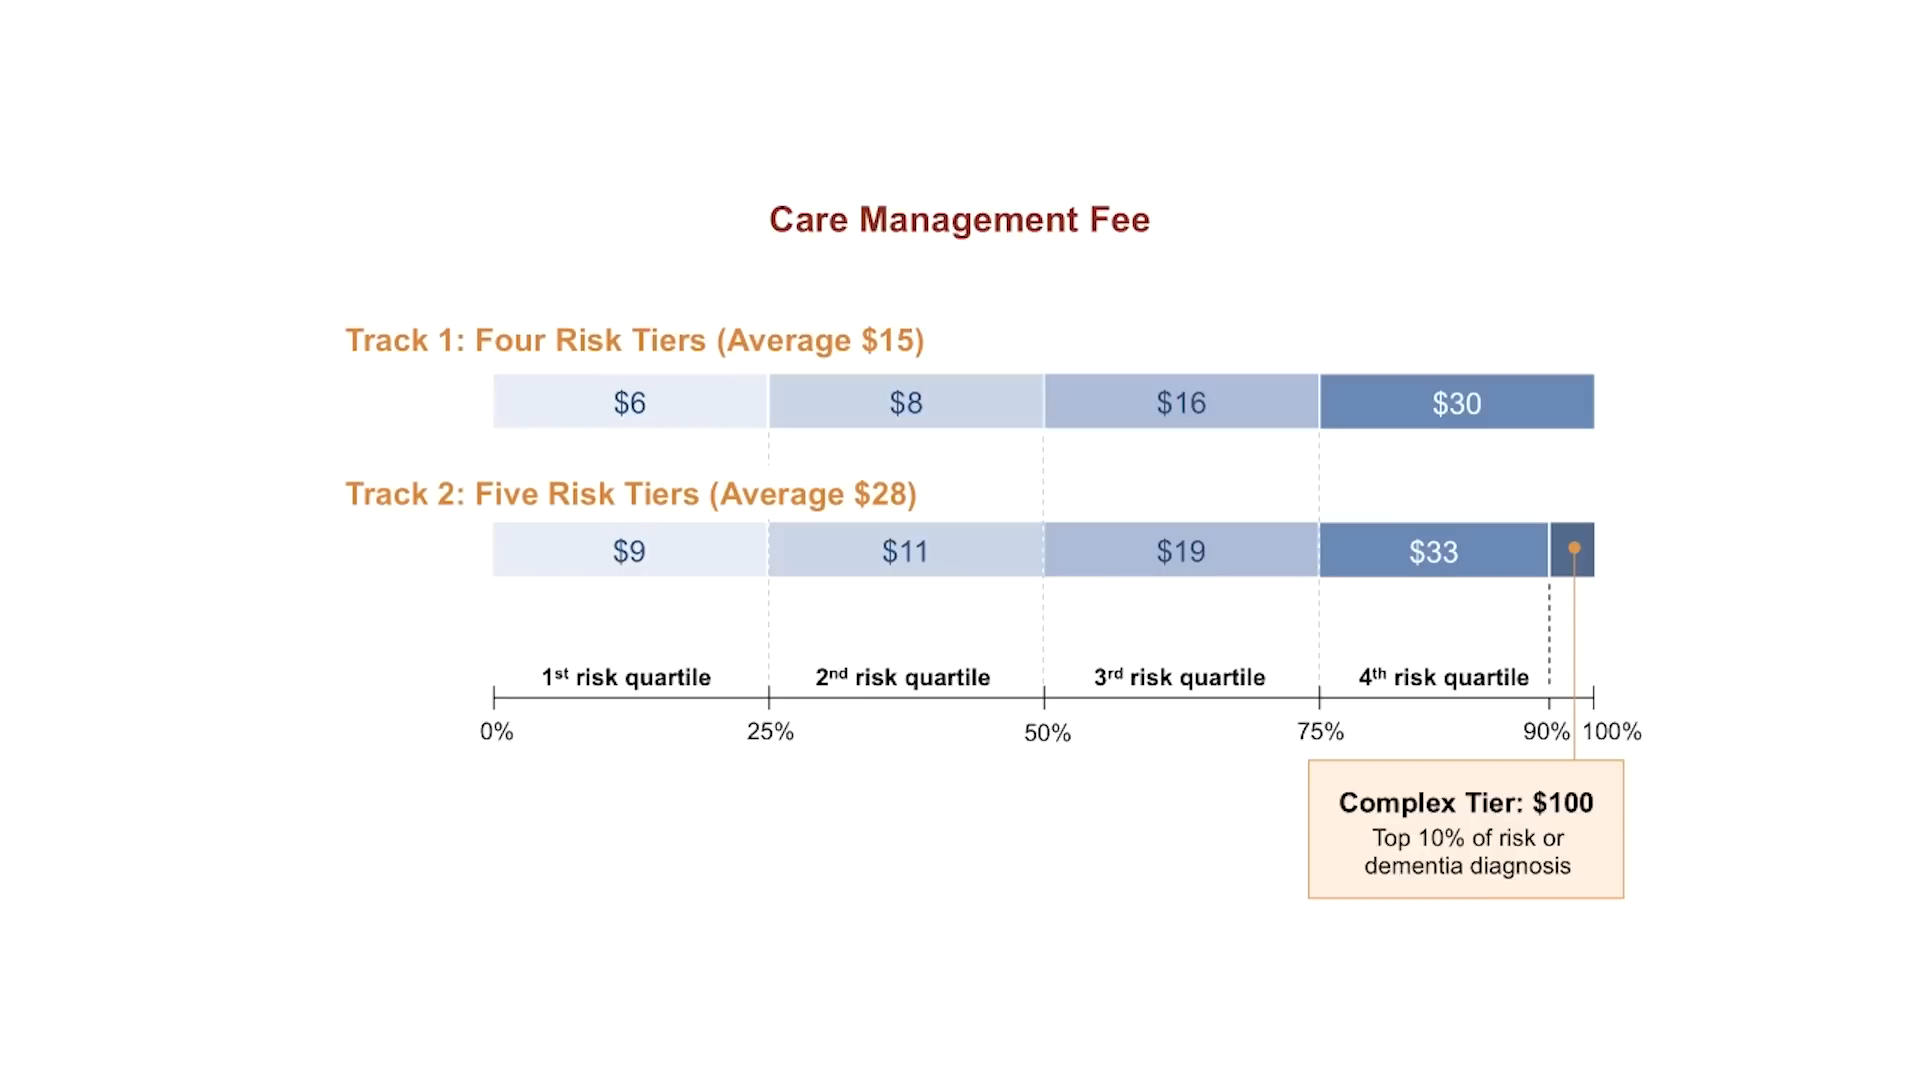 Care Management Fee
Track 1: Four Risk Tiers (Average $15)
$6 $8 $16 $30
Track 2: Five Risk Tiers (Average $28)
$9 $11 $19 $33
1st risk quartile 2nd risk quartile 3rd risk quartile 4th risk quartile
0% 25% 50% 75% 90% 100%
Complex Tier: $100
Top 10% of risk or
dementia diagnosis